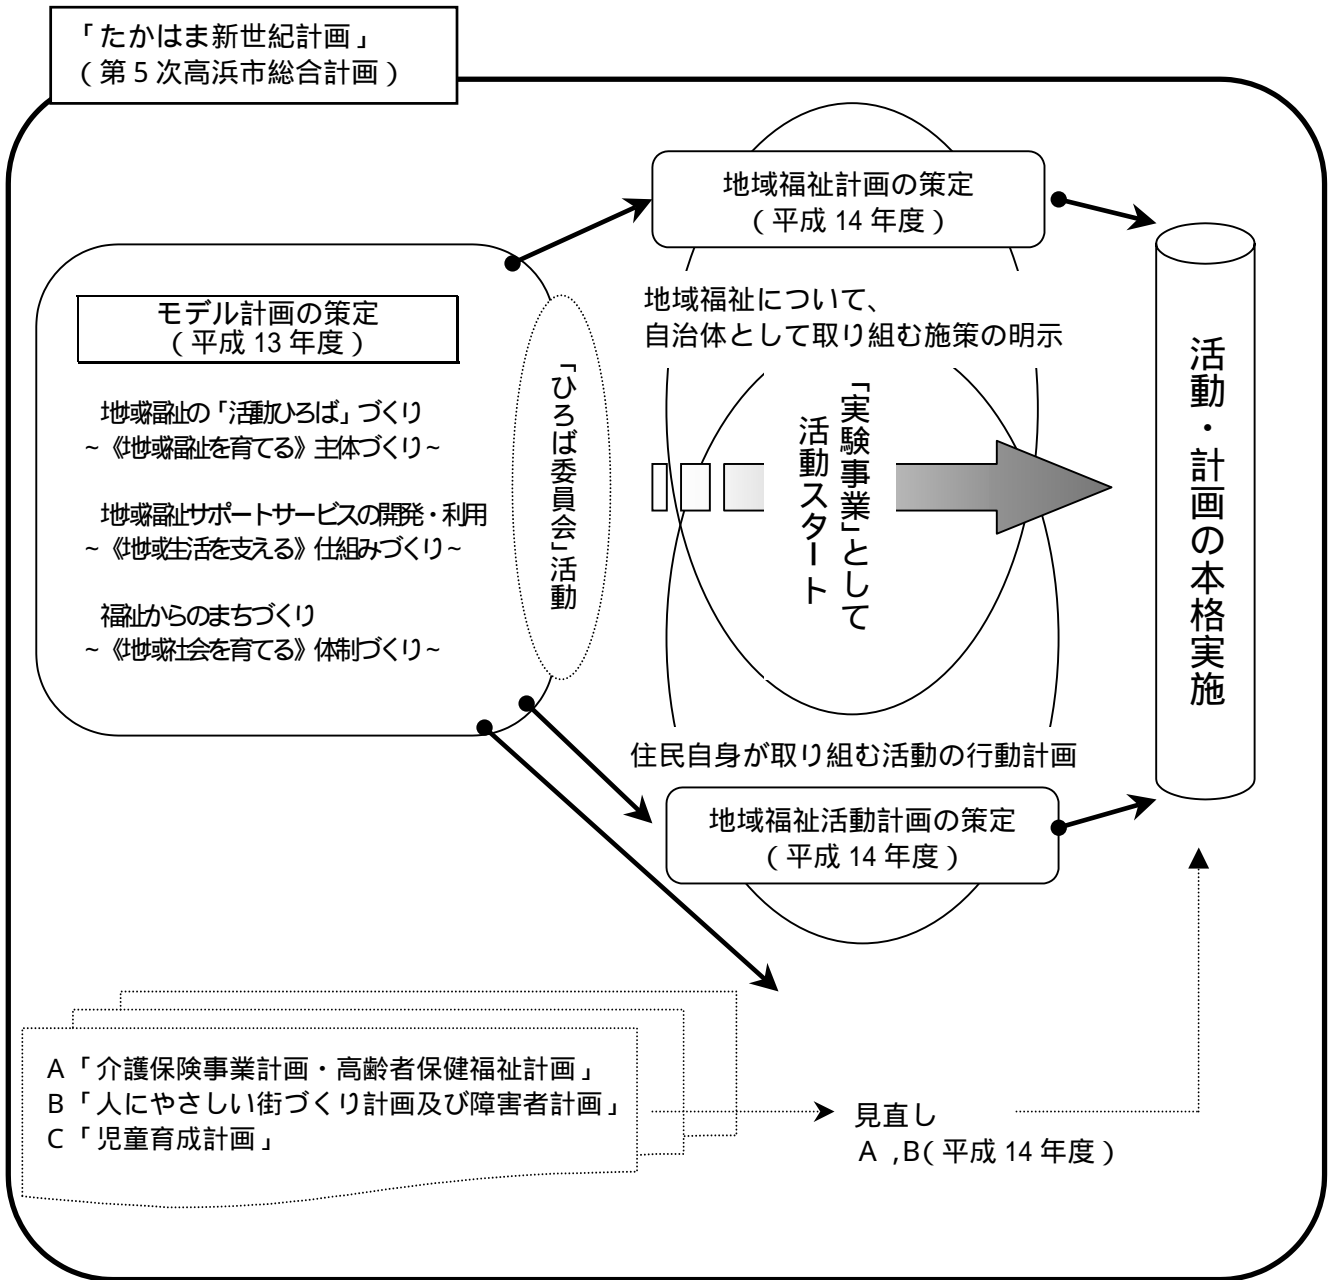 「たかはま新世紀計画」
（第5次高浜市総合計画）
地域福祉計画の策定
（平成 14 年度）
モデル計画の策定
（平成 13 年度）
地域福祉の「活動ひろば」づくり
～《地域福祉を育てる》主体づくり～
地域福祉サポートサービスの開発・利用
～《地域生活を支える》仕組みづくり～
福祉からのまちづくり
～《地域社会を育てる》体制づくり～
「ひろば委員会」活動
地域福祉について、
自治体として取り組む施策の明示
「実験事業」として
活動スタート
活動・計画の本格実施
住民自身が取り組む活動の行動計画
地域福祉活動計画の策定
（平成 14 年度）
A「介護保険事業計画・高齢者保健福祉計画」
B「人にやさしい街づくり計画及び障害者計画」
C「児童育成計画」
見直し
A ,B(平成 14 年度）